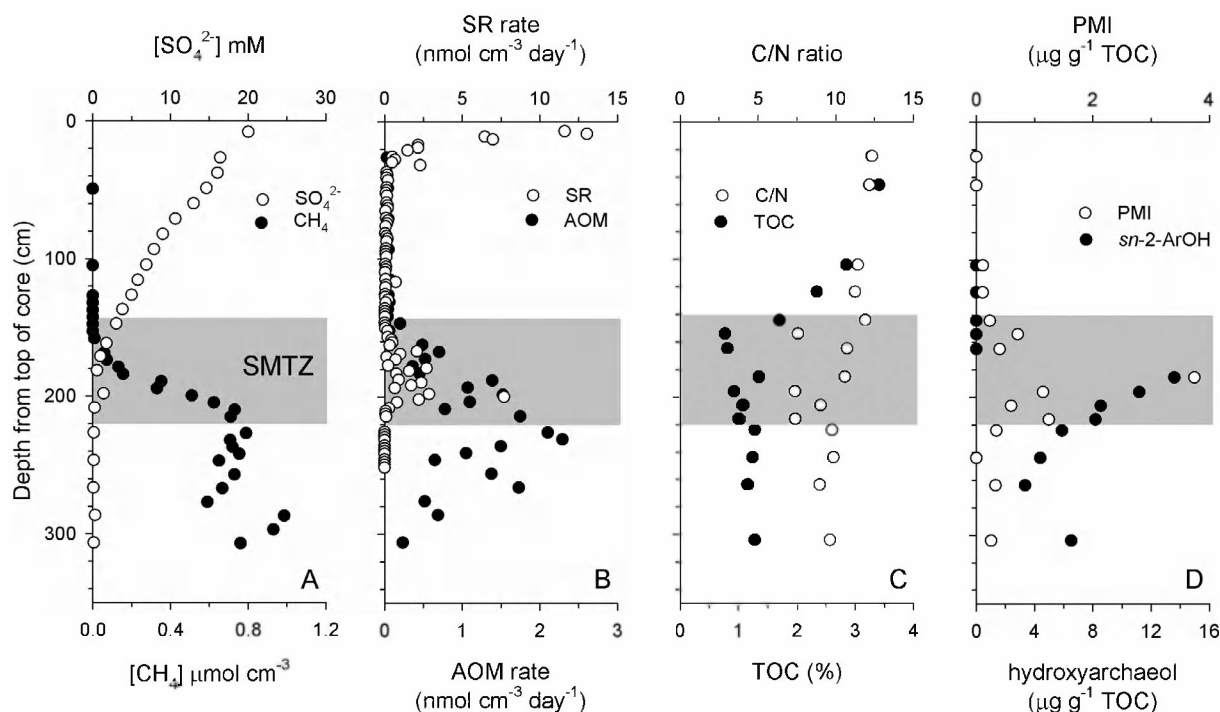 [SO₄²⁻] mM
0 10 20 30
SR rate
(nmol cm⁻³ day⁻¹)
0 5 10 15
C/N ratio
0 5 10 15
PMI
(μg g⁻¹ TOC)
0 2 4
Depth from top of core (cm)
0
100
200
300
SO₄²⁻
CH₄
SMTZ
A
SR
AOM
B
C/N
TOC
C
PMI
sn-2-ArOH
D
0.0 0.4 0.8 1.2
[CH₄] μmol cm⁻³
0 1 2 3
AOM rate
(nmol cm⁻³ day⁻¹)
0 1 2 3 4
TOC (%)
0 4 8 12 16
hydroxyarchaeol
(μg g⁻¹ TOC)